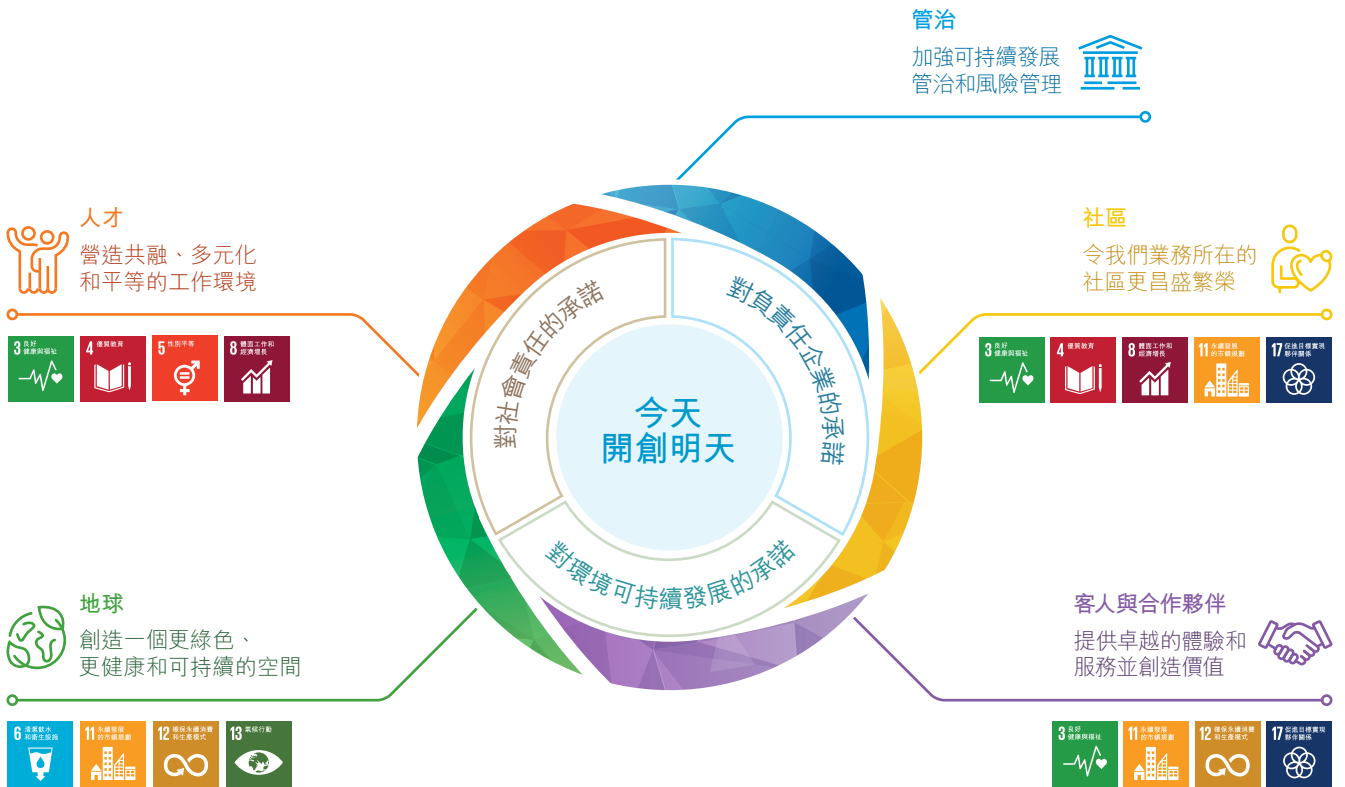 管治
加強可持續發展
管治和風險管理
人才
營造共融、多元化
和平等的工作環境
3 良好
健康與福祉
4 優質教育
5 性別平等
8 體面工作和
經濟增長
社區
令我們業務所在的
社區更昌盛繁榮
3 良好
健康與福祉
4 優質教育
8 體面工作和
經濟增長
11 永續發展
的市鎮規劃
17 促進目標實現
夥伴關係
對社會責任的承諾
對負責任企業的承諾
今天
開創明天
對環境可持續發展的承諾
地球
創造一個更綠色、
更健康和可持續的空間
6 清潔飲水
和衛生設施
11 永續發展
的市鎮規劃
12 確保永續消費
和生產模式
13 氣候行動
客人與合作夥伴
提供卓越的體驗和
服務並創造價值
3 良好
健康與福祉
11 永續發展
的市鎮規劃
12 確保永續消費
和生產模式
17 促進目標實現
夥伴關係